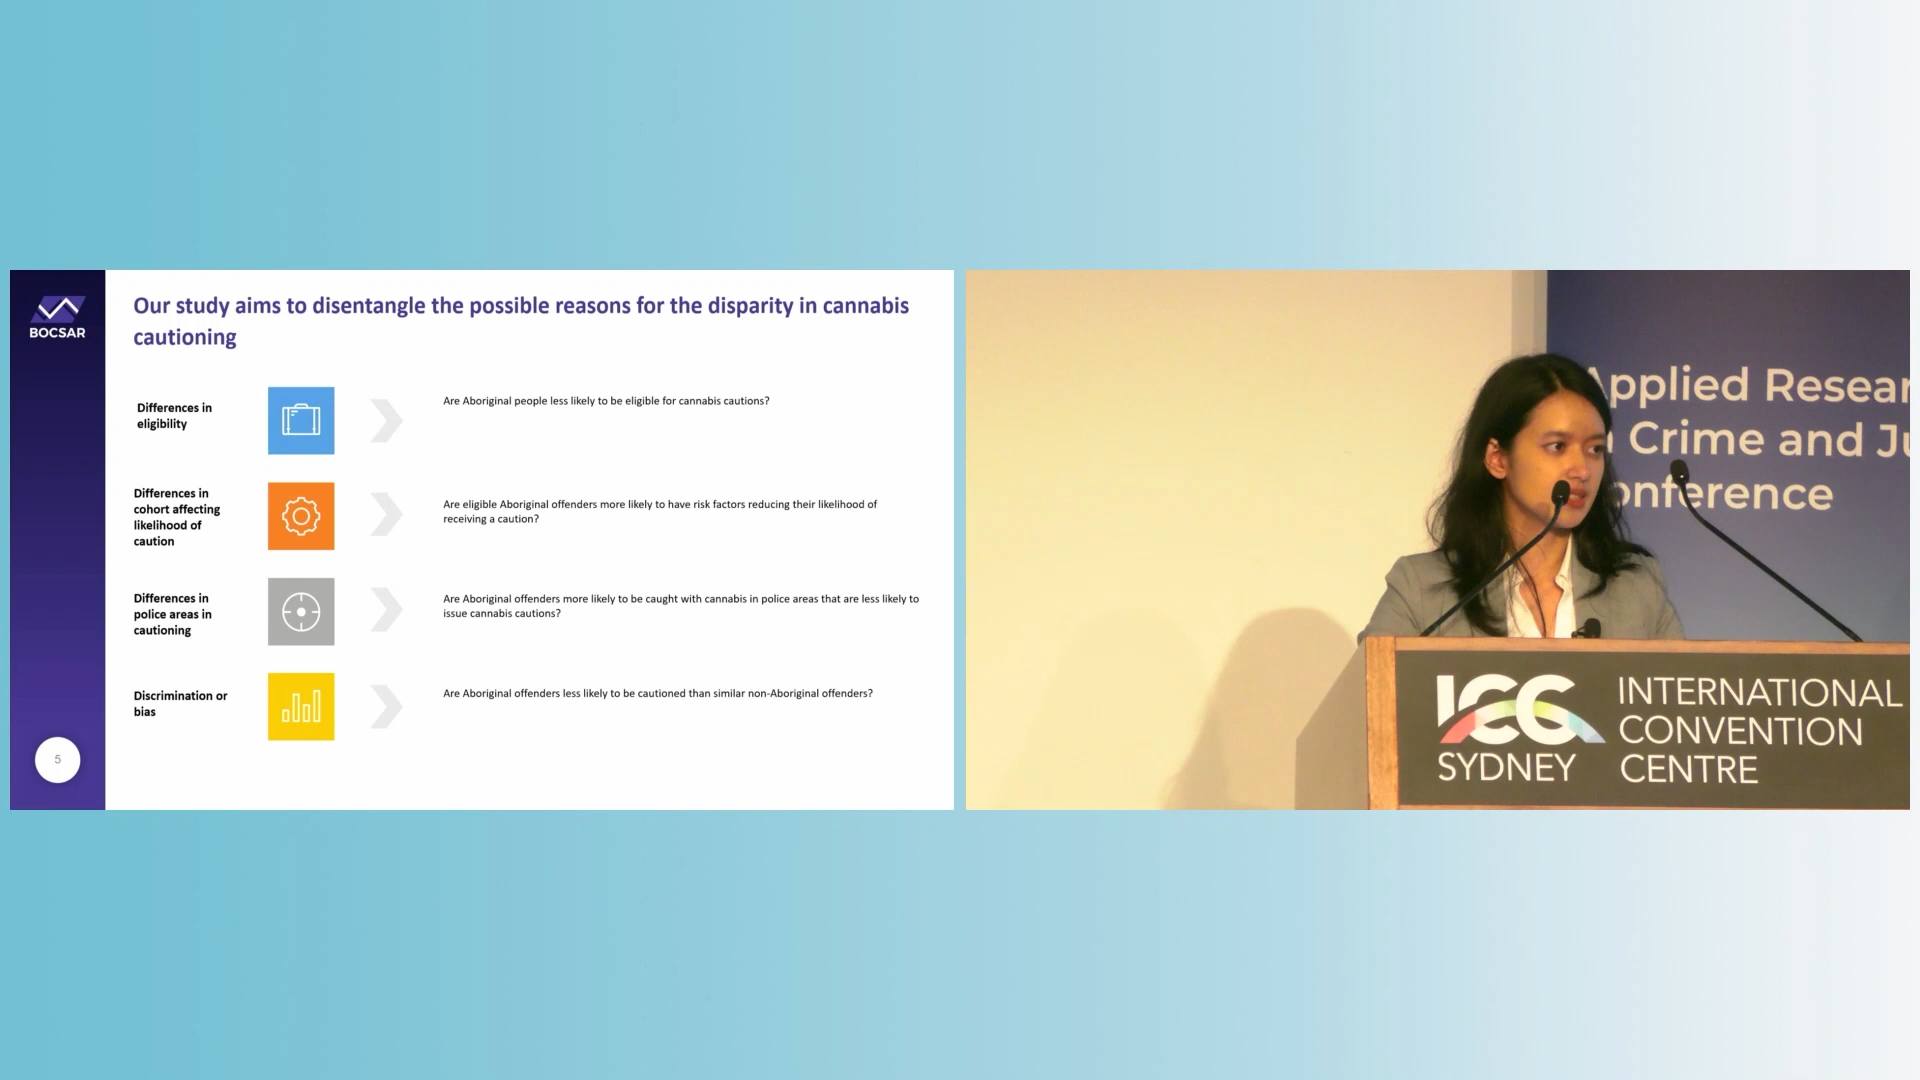 BOCSAR
Our study aims to disentangle the possible reasons for the disparity in cannabis
cautioning
Differences in
eligibility
Are Aboriginal people less likely to be eligible for cannabis cautions?
Differences in
cohort affecting
likelihood of
caution
Are eligible Aboriginal offenders more likely to have risk factors reducing their likelihood of
receiving a caution?
Differences in
police areas in
cautioning
Are Aboriginal offenders more likely to be caught with cannabis in police areas that are less likely to
issue cannabis cautions?
Discrimination or
bias
Are Aboriginal offenders less likely to be cautioned than similar non-Aboriginal offenders?
5
Applied Resear
n Crime and Ju
onference
ICC
SYDNEY
INTERNATIONAL
CONVENTION
CENTRE